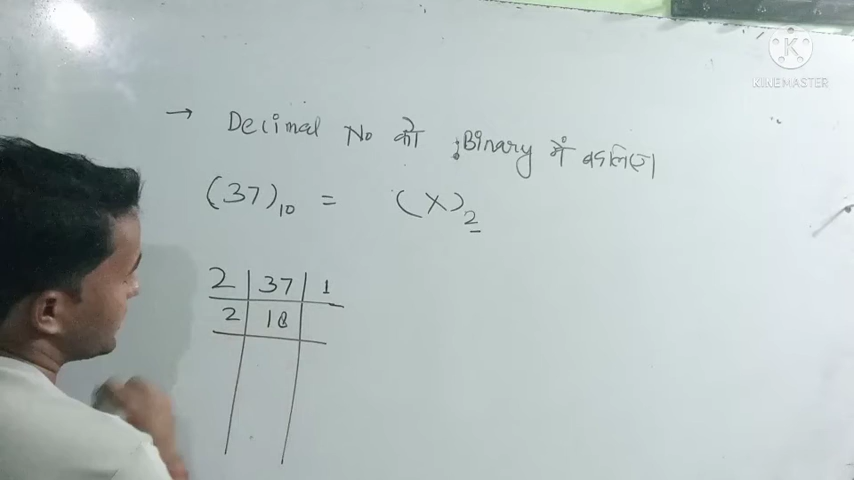 → Decimal No को Binary में बदलिए।
(37)₁₀ = (X)₂
2 | 37 | 1
2 | 18 |
K
KINEMASTER